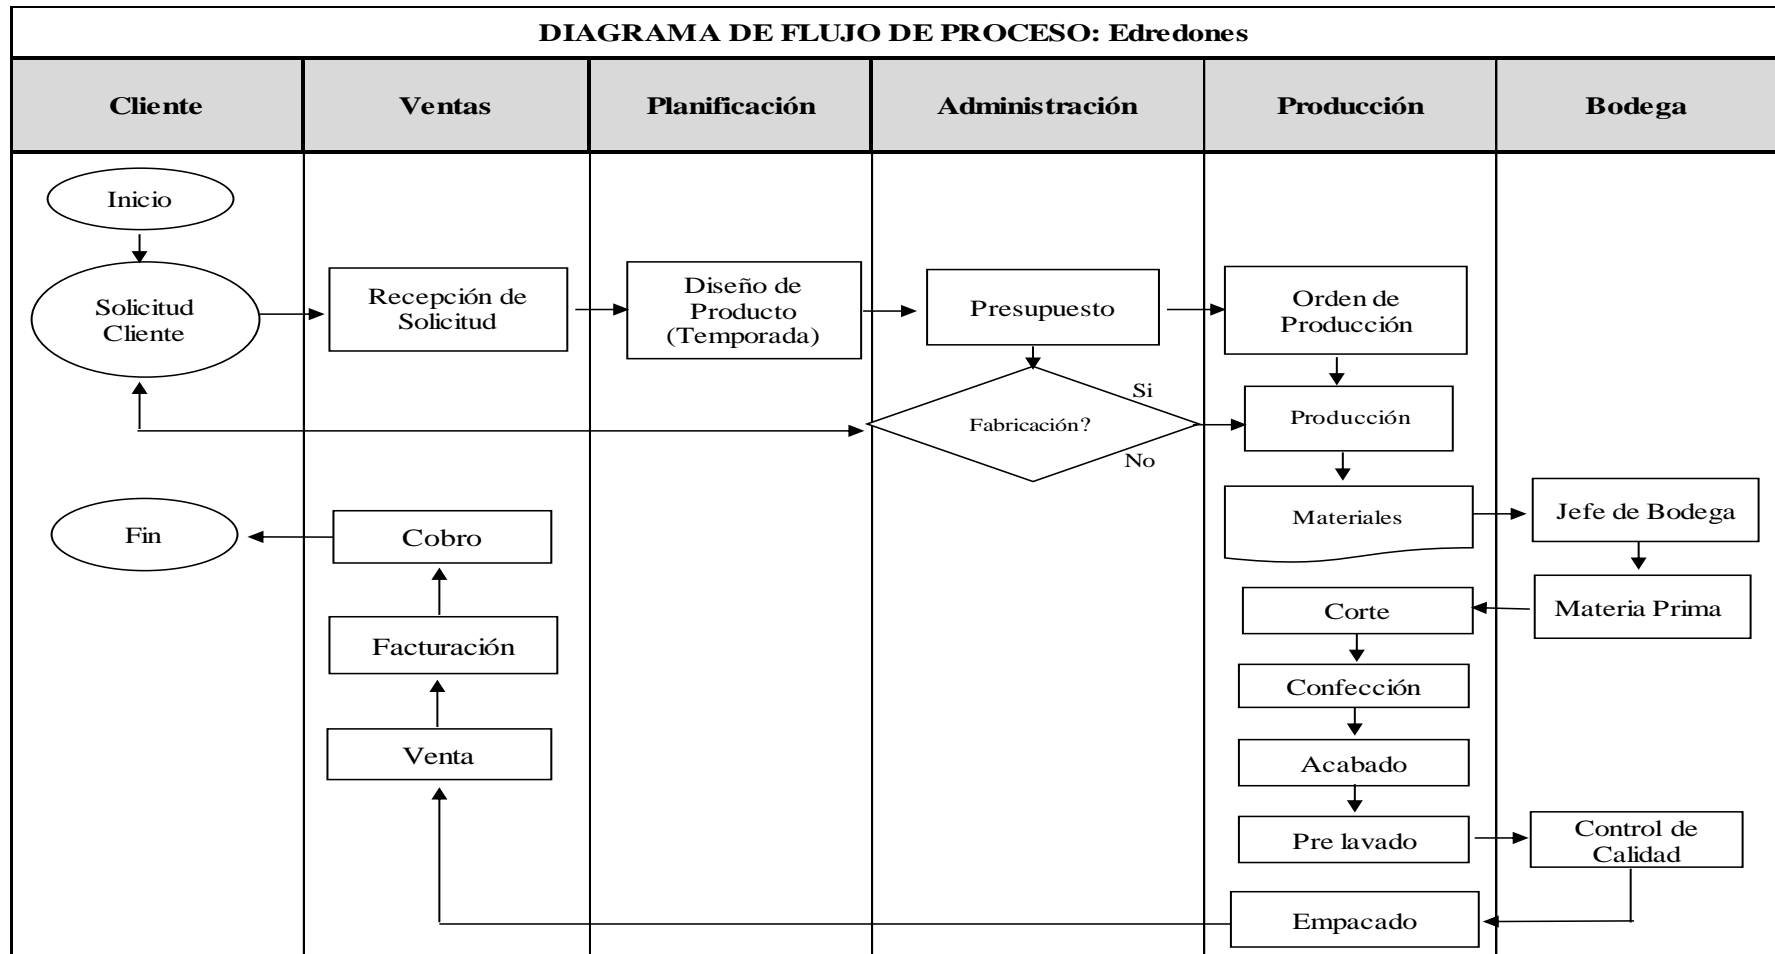 DIAGRAMA DE FLUJO DE PROCESO: Edredones
Cliente
Ventas
Planificación
Administración
Producción
Bodega
Inicio
Solicitud
Cliente
Recepción de
Solicitud
Diseño de
Producto
(Temporada)
Presupuesto
Orden de
Producción
Si
Fabricación?
No
Producción
Materiales
Jefe de Bodega
Materia Prima
Corte
Confección
Acabado
Pre lavado
Control de
Calidad
Empacado
Venta
Facturación
Cobro
Fin